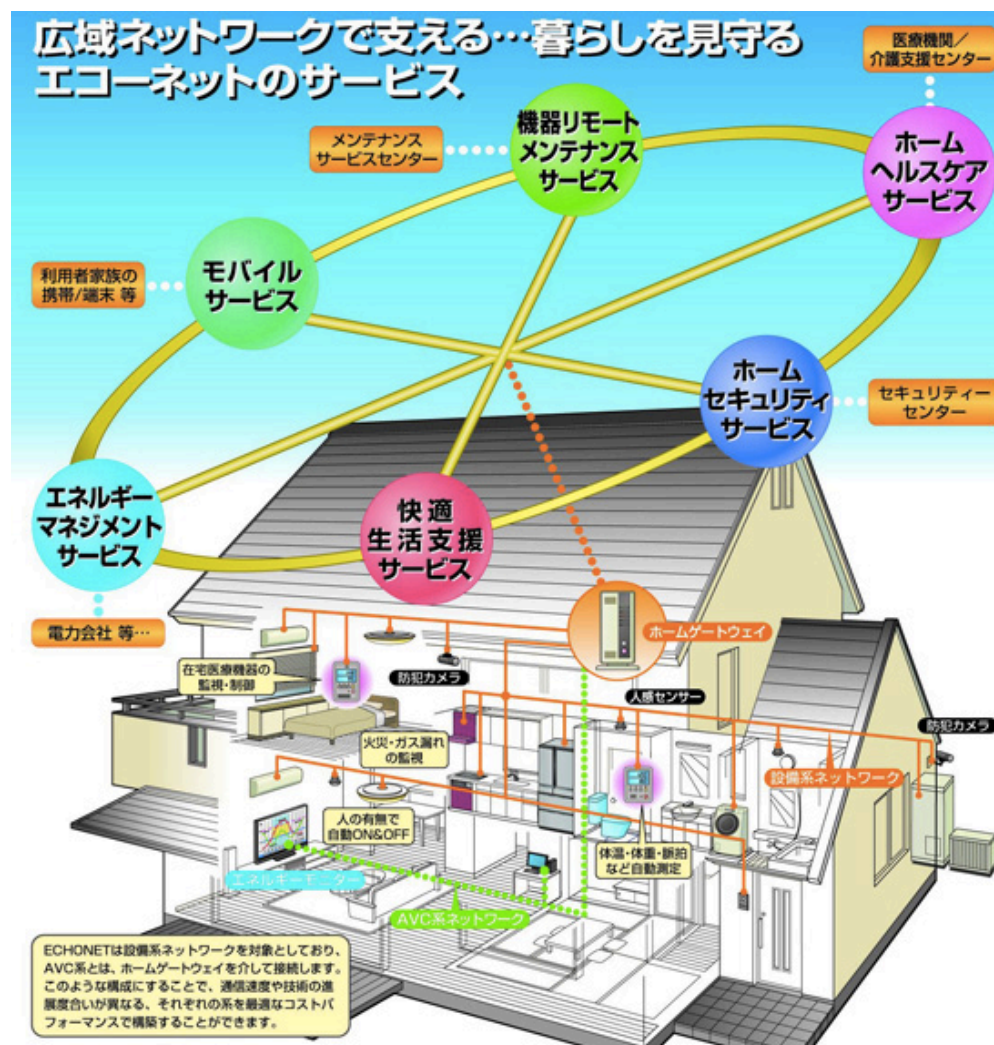 広域ネットワークで支える…暮らしを見守る
エコーネットのサービス
医療機関／
介護支援センター
メンテナンス
サービスセンター
機器リモート
メンテナンス
サービス
ホーム
ヘルスケア
サービス
利用者家族の
携帯/端末 等
モバイル
サービス
ホーム
セキュリティ
サービス
セキュリティー
センター
エネルギー
マネジメント
サービス
快適
生活支援
サービス
電力会社 等…
ホームゲートウェイ
在宅医療機器の
監視・制御
防犯カメラ
人感センサー
防犯カメラ
火災・ガス漏れ
の監視
設備系ネットワーク
人の有無で
自動ON&OFF
体温・体重・脈拍
など自動測定
エネルギーモニター
AVC系ネットワーク
ECHONETは設備系ネットワークを対象としており、
AVC系とは、ホームゲートウェイを介して接続します。
このような構成にすることで、通信速度や技術の進
展度合いが異なる、それぞれの系を最適なコストパ
フォーマンスで構築することができます。